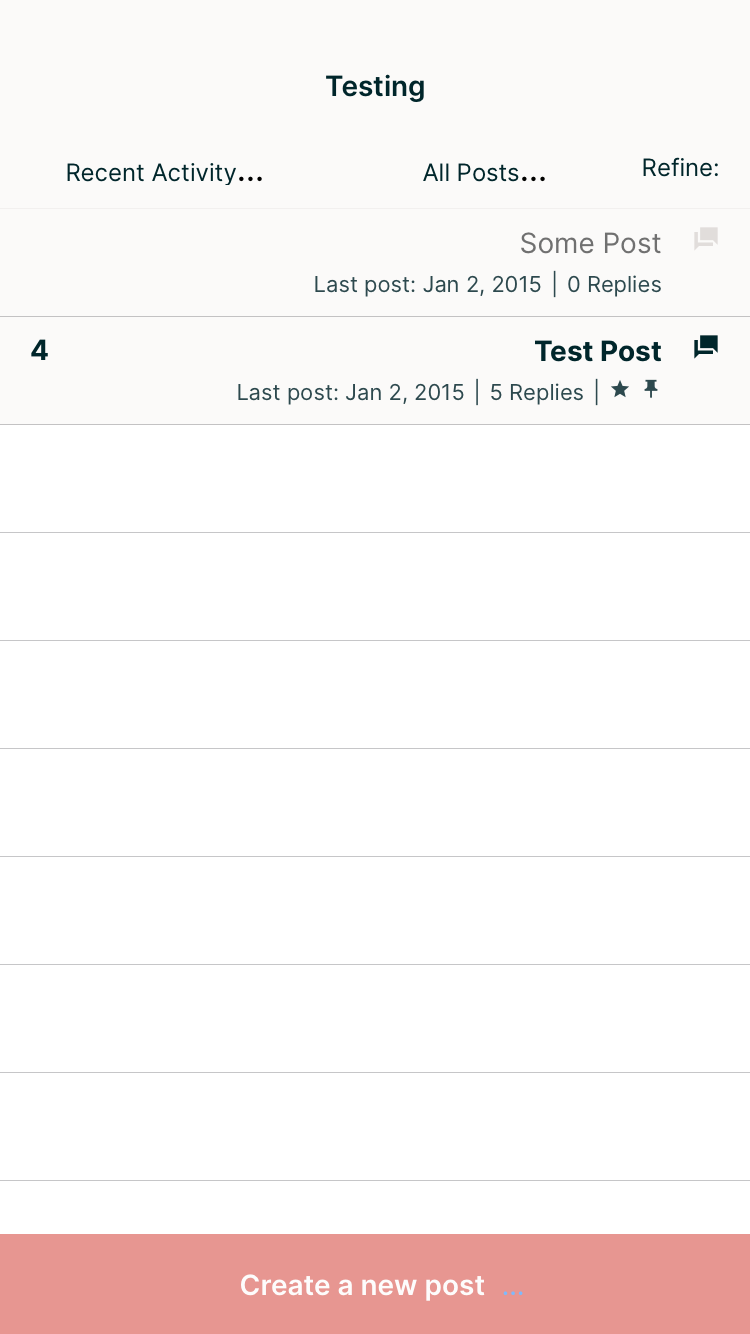 Testing
Refine: All Posts... Recent Activity...
Some Post
Last post: Jan 2, 2015 | 0 Replies
Test Post 4
Last post: Jan 2, 2015 | 5 Replies |
Create a new post ...